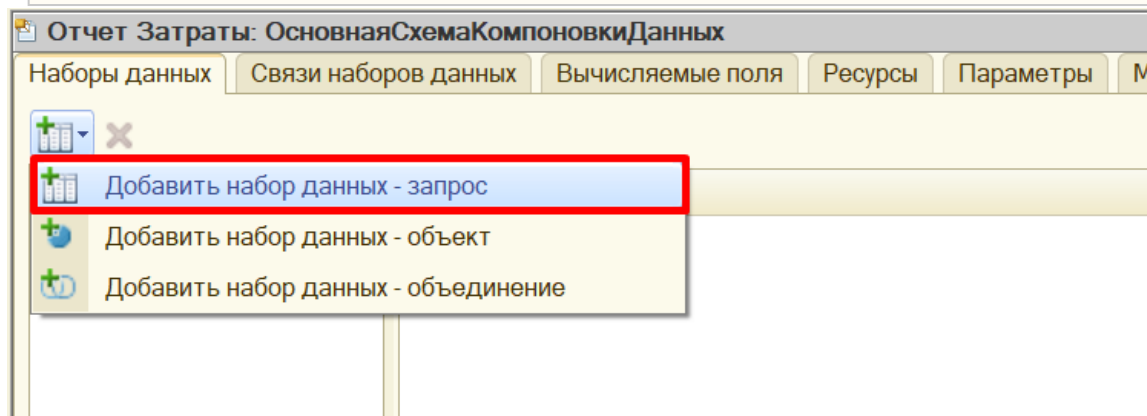 Отчет Затраты: ОсновнаяСхемаКомпоновкиДанных
Наборы данных Связи наборов данных Вычисляемые поля Ресурсы Параметры М
Добавить набор данных - запрос
Добавить набор данных - объект
Добавить набор данных - объединение